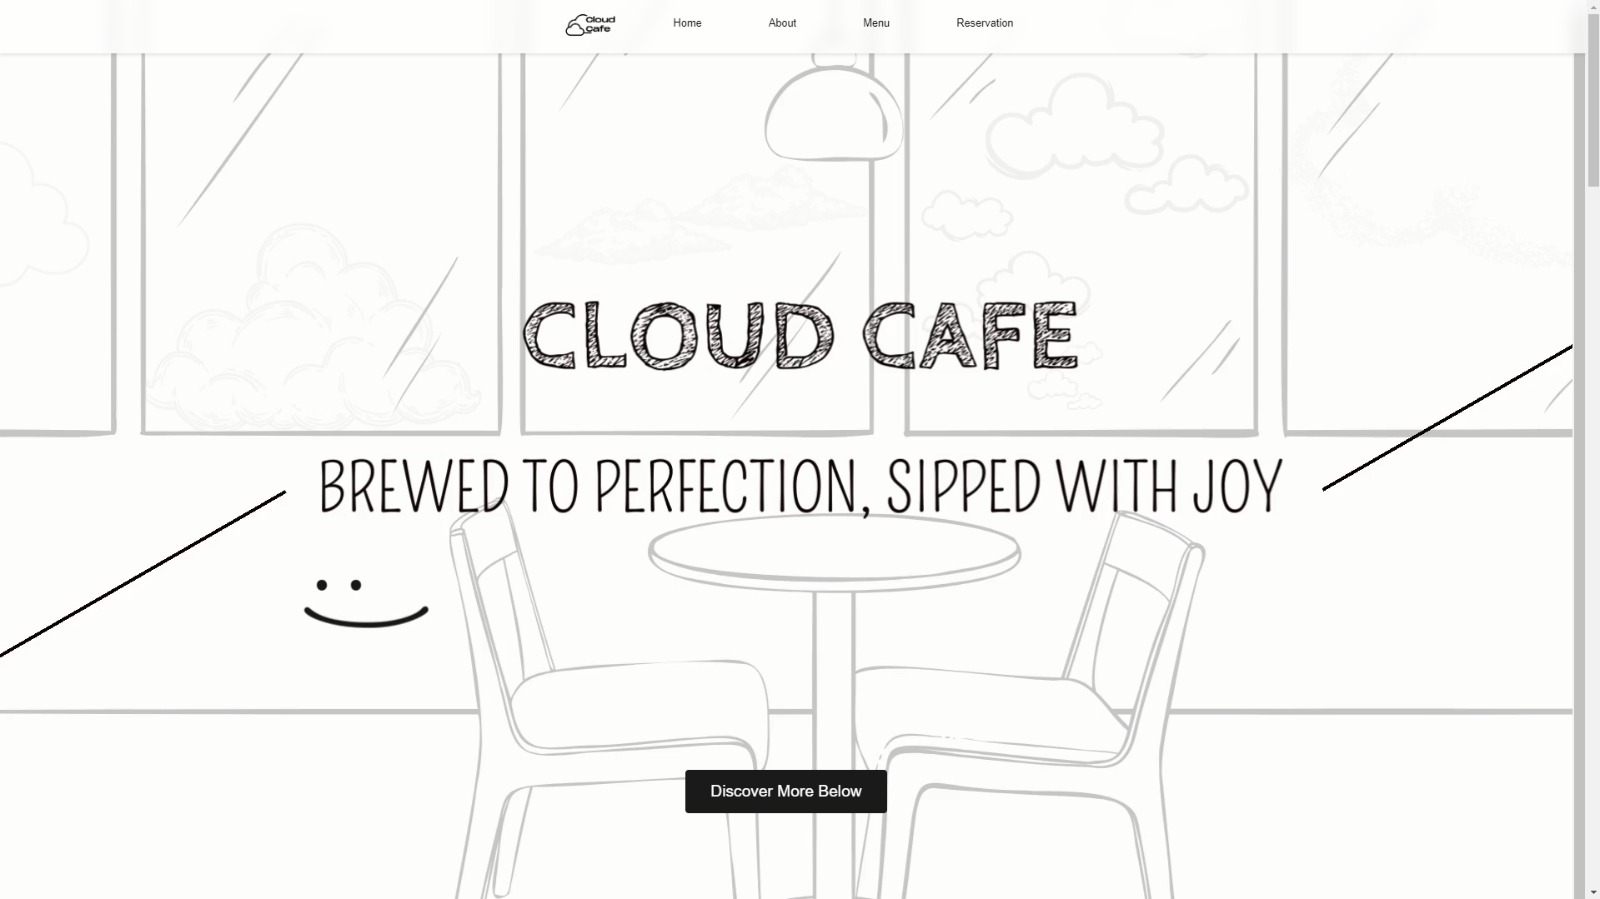 cloud
cafe
Home
About
Menu
Reservation
CLOUD CAFE
BREWED TO PERFECTION, SIPPED WITH JOY
Discover More Below